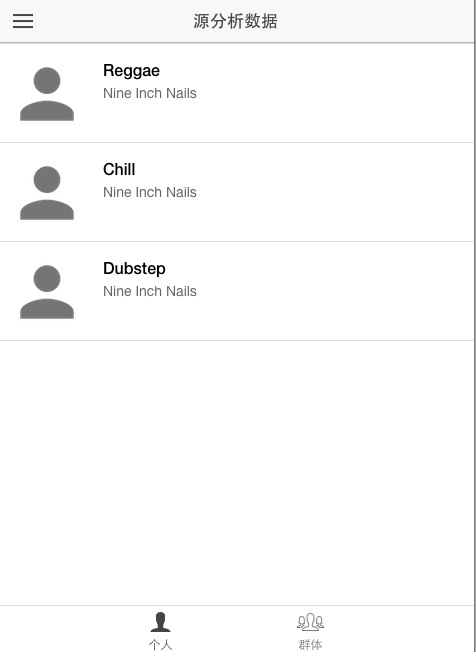 源分析数据
Reggae
Nine Inch Nails
Chill
Nine Inch Nails
Dubstep
Nine Inch Nails
个人
群体